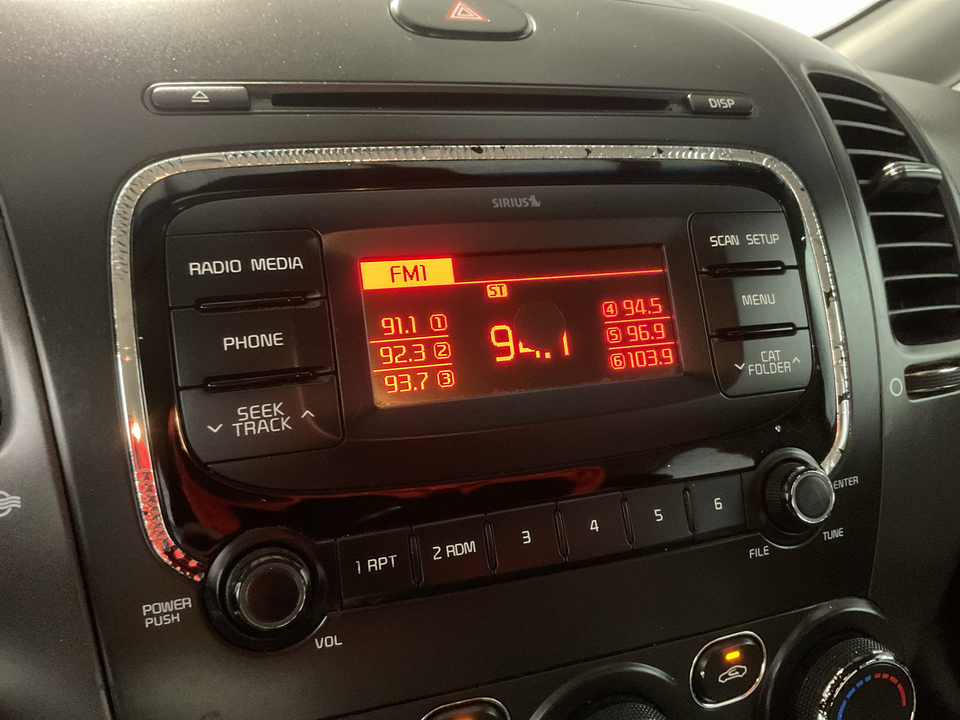 DISP
SIRIUS
RADIO MEDIA
PHONE
SEEK
TRACK
FM1
ST
91.1 1
92.3 2
93.7 3
4 94.5
5 96.9
6 103.9
SCAN SETUP
MENU
CAT
FOLDER
1 RPT
2 RDM
3
4
5
6
ENTER
TUNE
FILE
POWER
PUSH
VOL